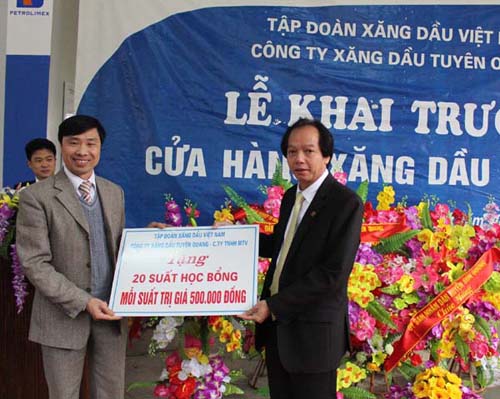 PETROLIMEX
TẬP ĐOÀN XĂNG DẦU VIỆT
CÔNG TY XĂNG DẦU TUYÊN
LỄ KHAI TRƯƠ
CỬA HÀNG XĂNG DẦU
TẬP ĐOÀN XĂNG DẦU VIỆT NAM
CÔNG TY XĂNG DẦU TUYÊN QUANG - C.TY TNHH MTV
Tặng
20 SUẤT HỌC BỔNG
MỖI SUẤT TRỊ GIÁ 500.000 ĐỒNG